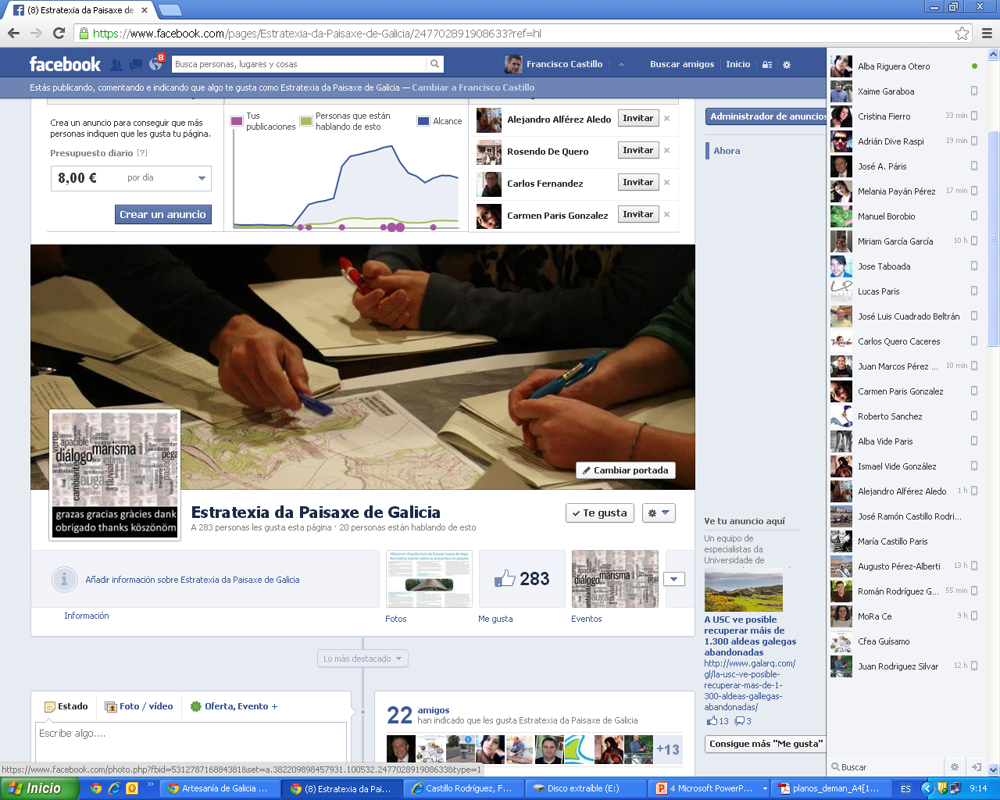 (8) Estratexia da Paisaxe de
https://www.facebook.com/pages/Estratexia-da-Paisaxe-de-Galicia/247702891908633?ref=hl
facebook
8
Busca personas, lugares y cosas
Francisco Castillo
Buscar amigos
Inicio
Estás publicando, comentando e indicando que algo te gusta como Estratexia da Paisaxe de Galicia — Cambiar a Francisco Castillo
Crea un anuncio para conseguir que más
personas indiquen que les gusta tu página.
Presupuesto diario [?]
8,00 € por día
Crear un anuncio
Tus
publicaciones
Personas que están
hablando de esto
Alcance
Alejandro Alférez Aledo Invitar
Rosendo De Quero Invitar
Carlos Fernandez Invitar
Carmen Paris Gonzalez Invitar
Administrador de anuncios
Ahora
Cambiar portada
verde
apacible
diálogo
marisma
íntima
cambiante
auga
fluvial
pega
grazas gracias gràcies dank
obrigado thanks köszönöm
Estratexia da Paisaxe de Galicia
A 283 personas les gusta esta página · 20 personas están hablando de esto
Te gusta
Añadir información sobre Estratexia da Paisaxe de Galicia
Información
Máster en Arquitectura da Paisaxe Juana de Vega
Fotos
283
Me gusta
diálogo
marisma
Eventos
Lo más destacado
Estado
Foto / vídeo
Oferta, Evento +
Escribe algo....
22 amigos
han indicado que les gusta Estratexia da Paisaxe de Galicia
+13
Ve tu anuncio aquí
Un equipo de
especialistas da
Universidade de
A USC ve posible
recuperar máis de
1.300 aldeas galegas
abandonadas
http://www.galarq.com/
gl/la-usc-ve-posible-
recuperar-mas-de-1-
300-aldeas-gallegas-
abandonadas/
13 3
Consigue más "Me gusta"
Alba Riguera Otero
Xaime Garaboa
Cristina Fierro 33 min
Adrián Dive Raspi 19 min
José A. Páris
Melania Payán Pérez 17 min
Manuel Borobio
Miriam García García 10 h
Jose Taboada
Lucas Paris
José Luis Cuadrado Beltrán
Carlos Quero Caceres
Juan Marcos Pérez ... 10 min
Carmen Paris Gonzalez
Roberto Sanchez
Alba Vide Paris
Ismael Vide González
Alejandro Alférez Aledo 1 h
José Ramón Castillo Rodri...
María Castillo Paris
Augusto Pérez-Alberti 13 h
Román Rodríguez G... 55 min
MoRa Ce 9 h
Cfea Guísamo
Juan Rodriguez Silvar 12 h
Buscar
https://www.facebook.com/photo.php?fbid=531278716884381&set=a.382209898457931.100532.247702891908633&type=1
Inicio
Artesanía de Galicia ...
(8) Estratexia da Pai...
Castillo Rodríguez, F...
Disco extraíble (E:)
4 Microsoft PowerP...
planos_deman_A4[1...
ES
9:14